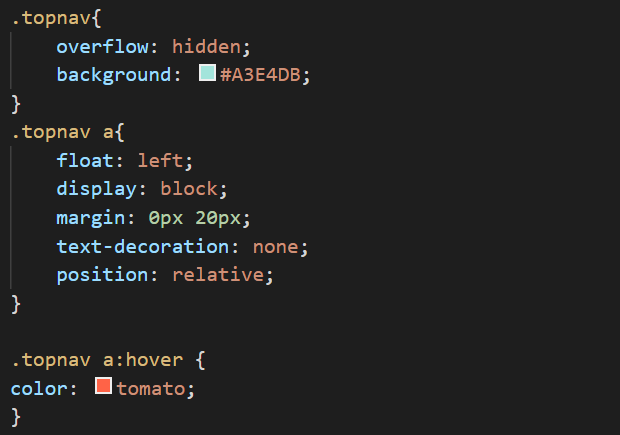 .topnav{
    overflow: hidden;
    background: #A3E4DB;
}
.topnav a{
    float: left;
    display: block;
    margin: 0px 20px;
    text-decoration: none;
    position: relative;
}

.topnav a:hover {
color: tomato;
}